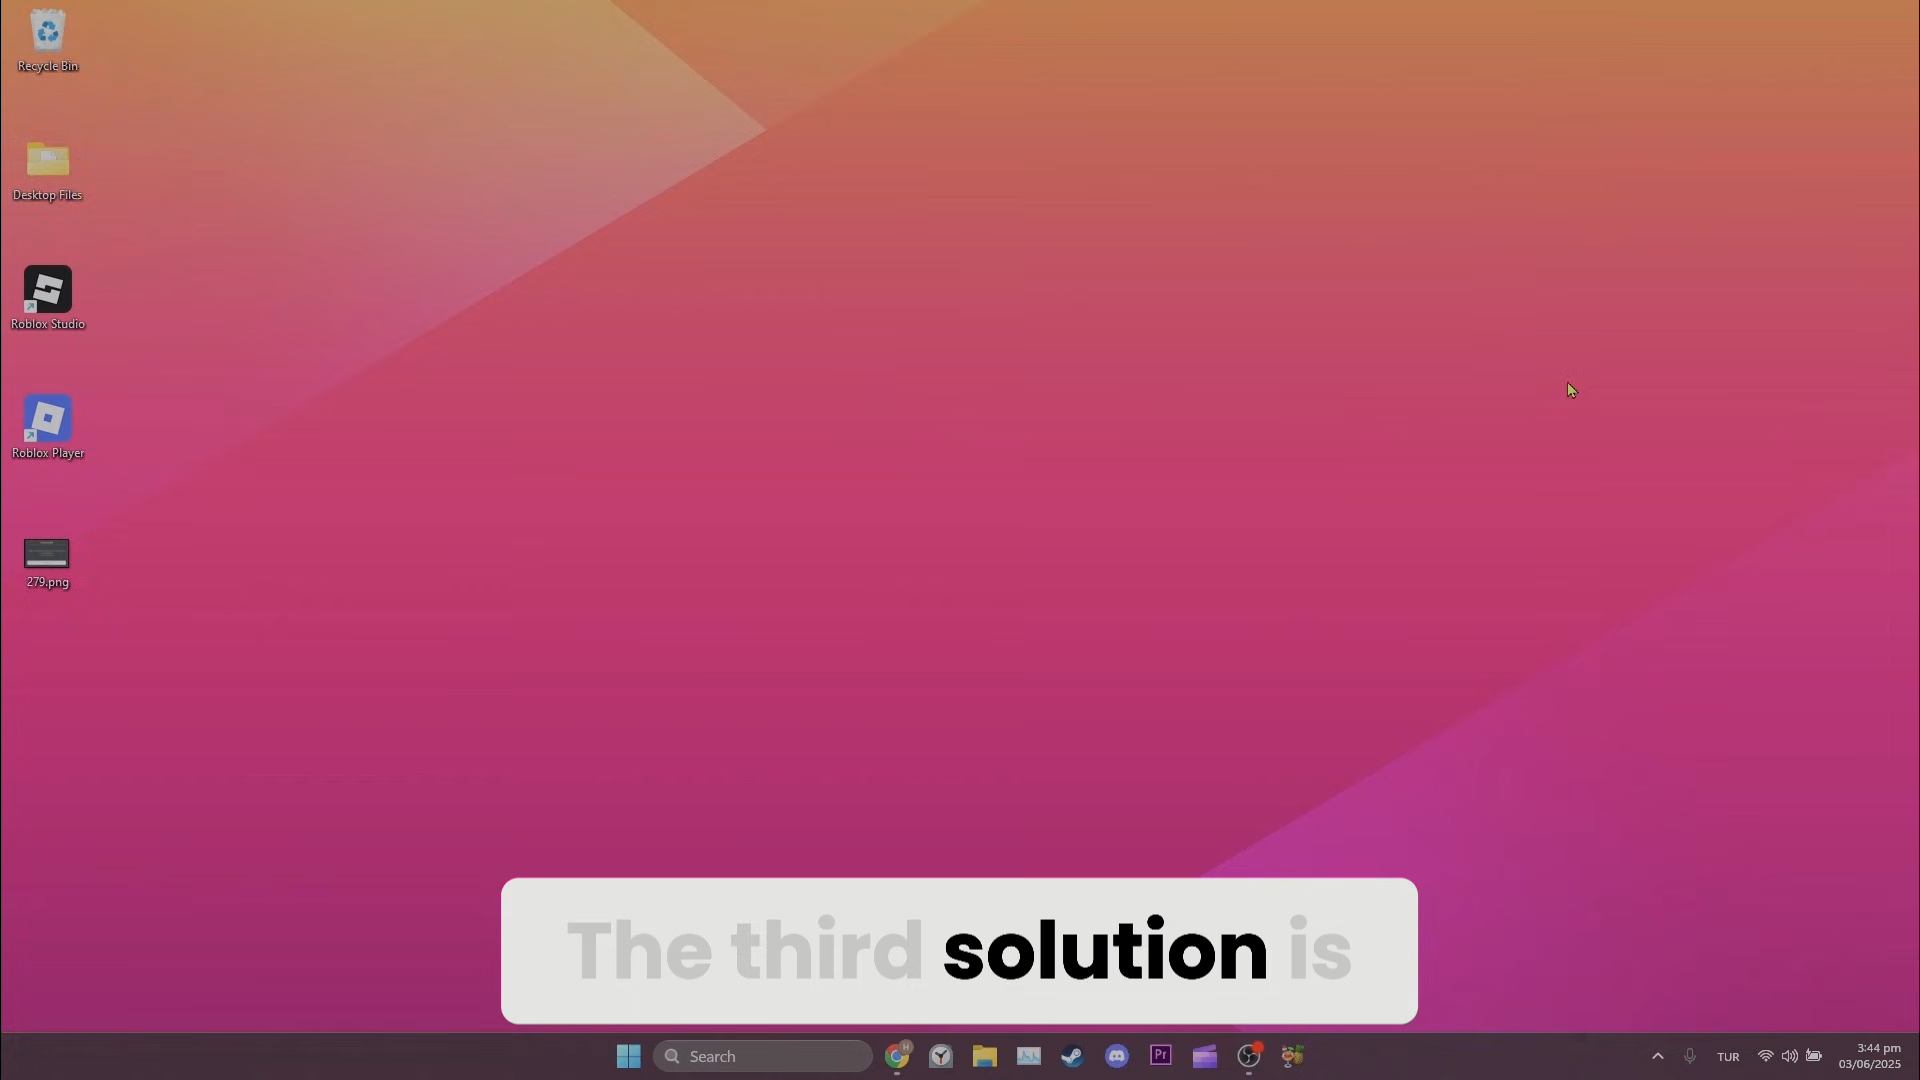 Recycle Bin
Desktop Files
Roblox Studio
Roblox Player
279.png
The third solution is
Search
H
Pr
TUR
3:44 pm
03/06/2025